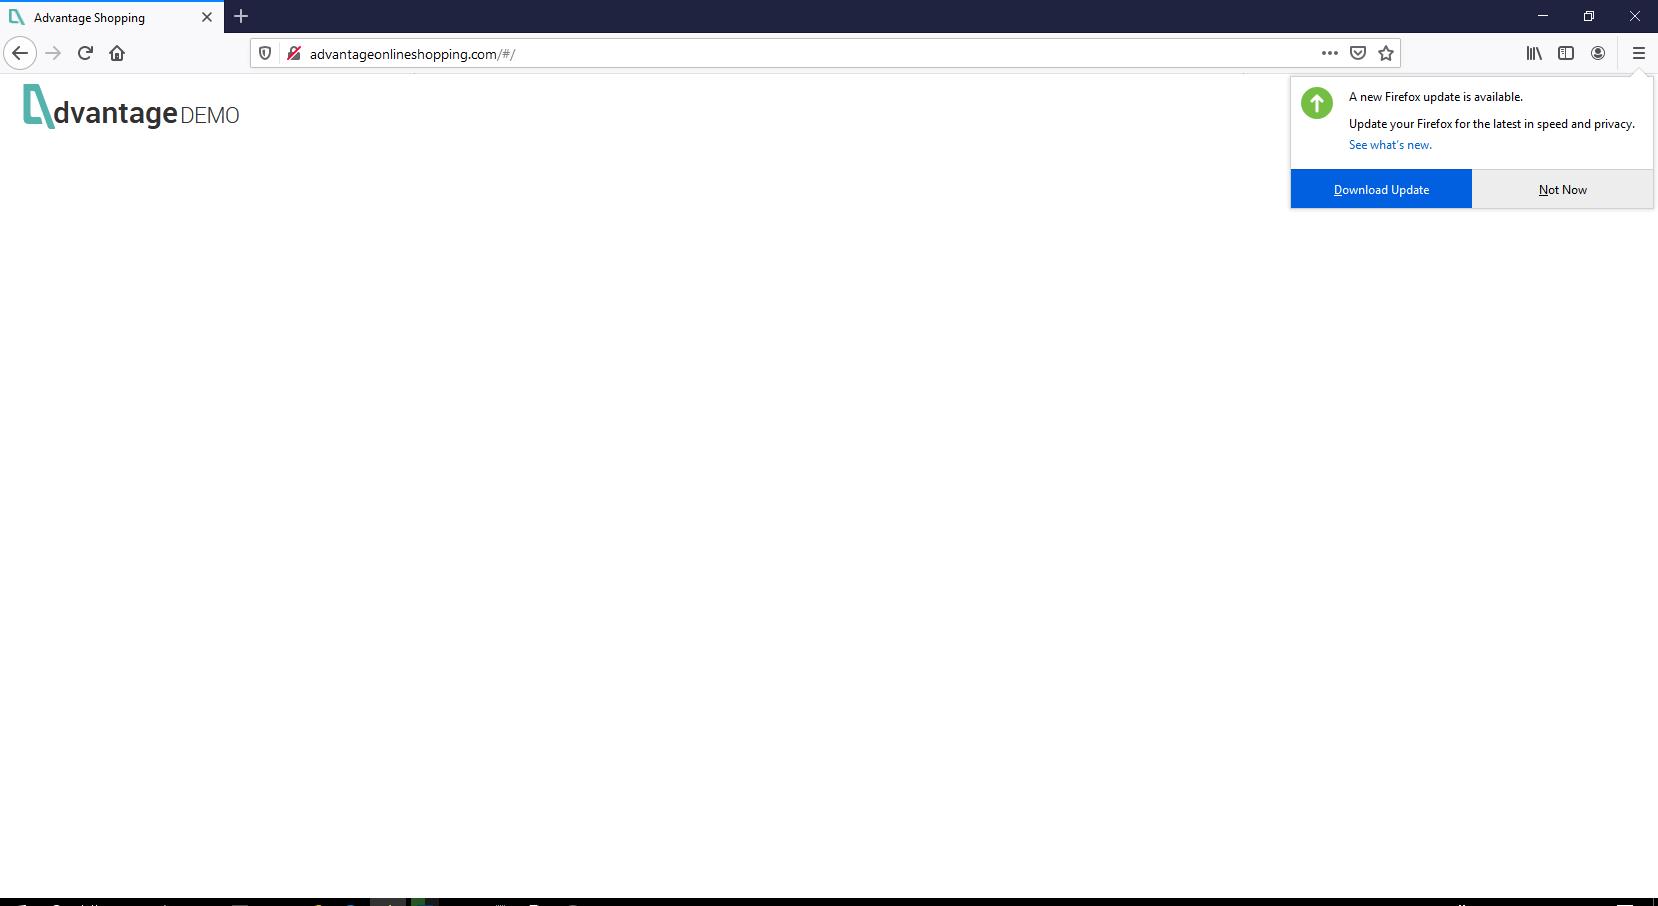 Advantage Shopping
advantageonlineshopping.com/#/
dvantage DEMO
A new Firefox update is available.
Update your Firefox for the latest in speed and privacy.
See what's new.
Download Update
Not Now